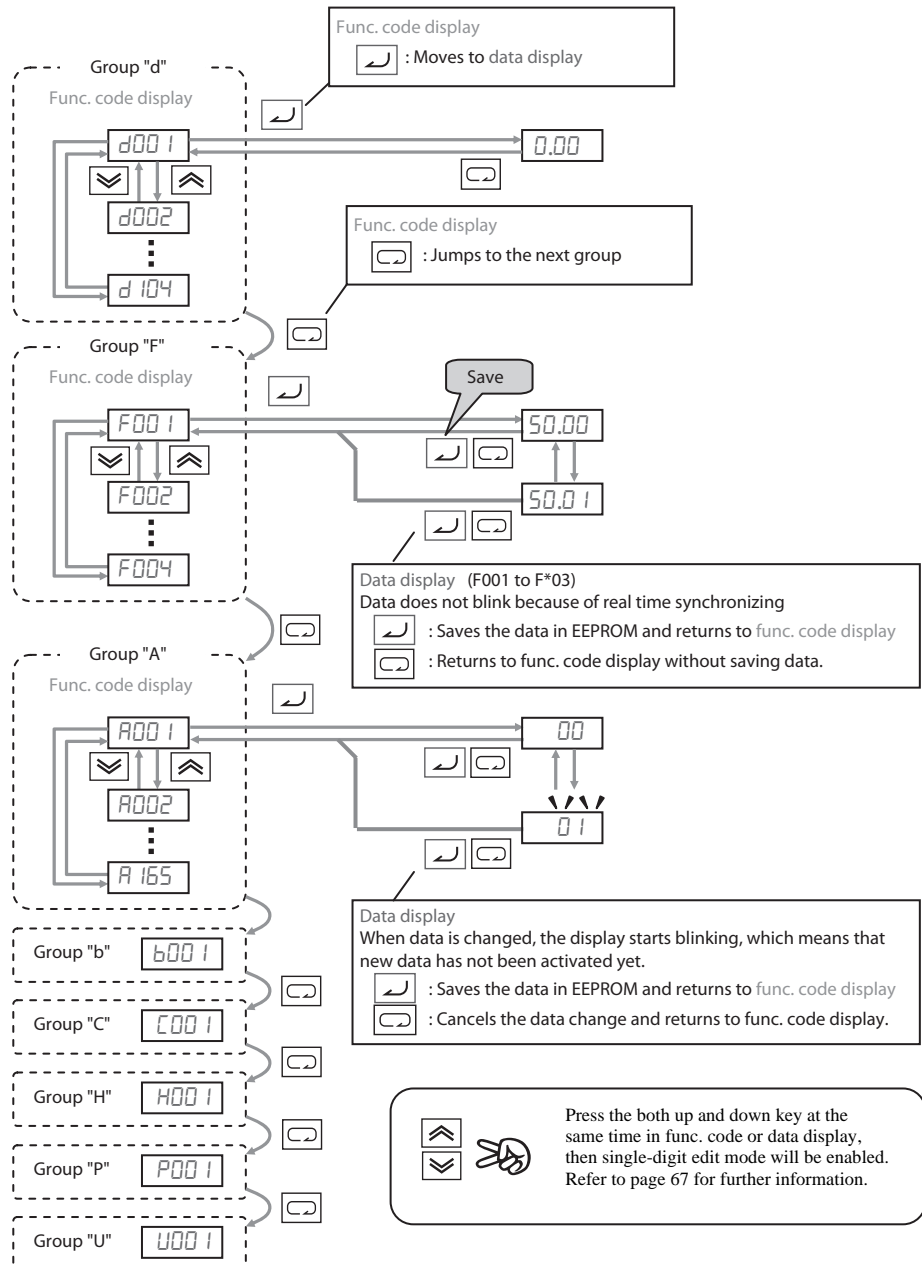 Func. code display
: Moves to data display
Group "d"
Func. code display
d001
0.00
d002
d104
Func. code display
: Jumps to the next group
Group "F"
Func. code display
Save
F001
50.00
F002
50.01
F004
Data display (F001 to F*03)
Data does not blink because of real time synchronizing
: Saves the data in EEPROM and returns to func. code display
: Returns to func. code display without saving data.
Group "A"
Func. code display
A001
00
A002
01
A165
Data display
When data is changed, the display starts blinking, which means that
new data has not been activated yet.
: Saves the data in EEPROM and returns to func. code display
: Cancels the data change and returns to func. code display.
Group "b" b001
Group "C" C001
Group "H" H001
Group "P" P001
Group "U" U001
Press the both up and down key at the
same time in func. code or data display,
then single-digit edit mode will be enabled.
Refer to page 67 for further information.